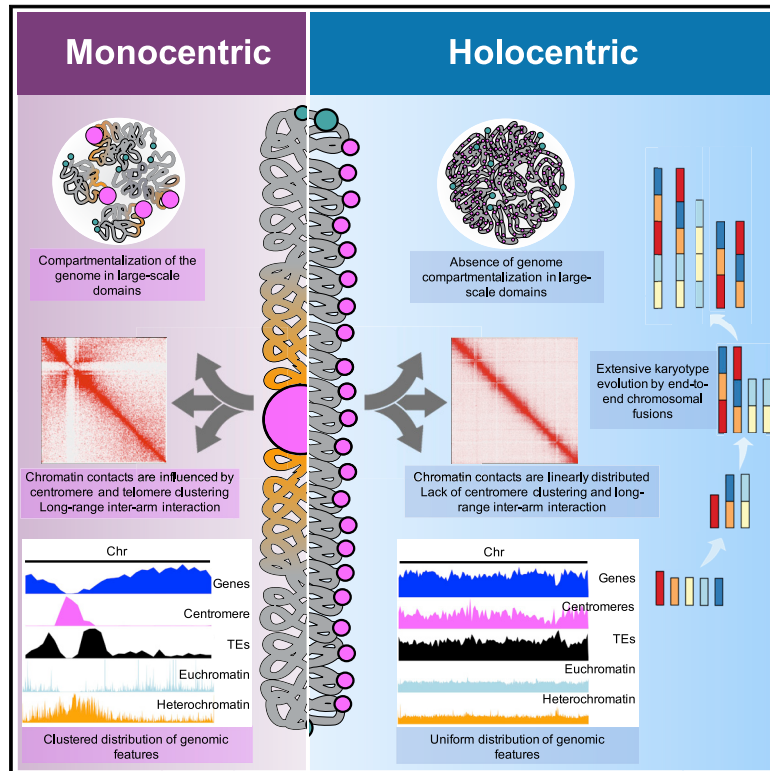 Monocentric
Holocentric
Compartmentalization of the
genome in large-scale
domains
Absence of genome
compartmentalization in large-
scale domains
Extensive karyotype
evolution by end-to-
end chromosomal
fusions
Chromatin contacts are influenced by
centromere and telomere clustering
Long-range inter-arm interaction
Chromatin contacts are linearly distributed
Lack of centromere clustering and long-
range inter-arm interaction
Chr
Genes
Centromere
TEs
Euchromatin
Heterochromatin
Clustered distribution of genomic
features
Chr
Genes
Centromeres
TEs
Euchromatin
Heterochromatin
Uniform distribution of genomic
features